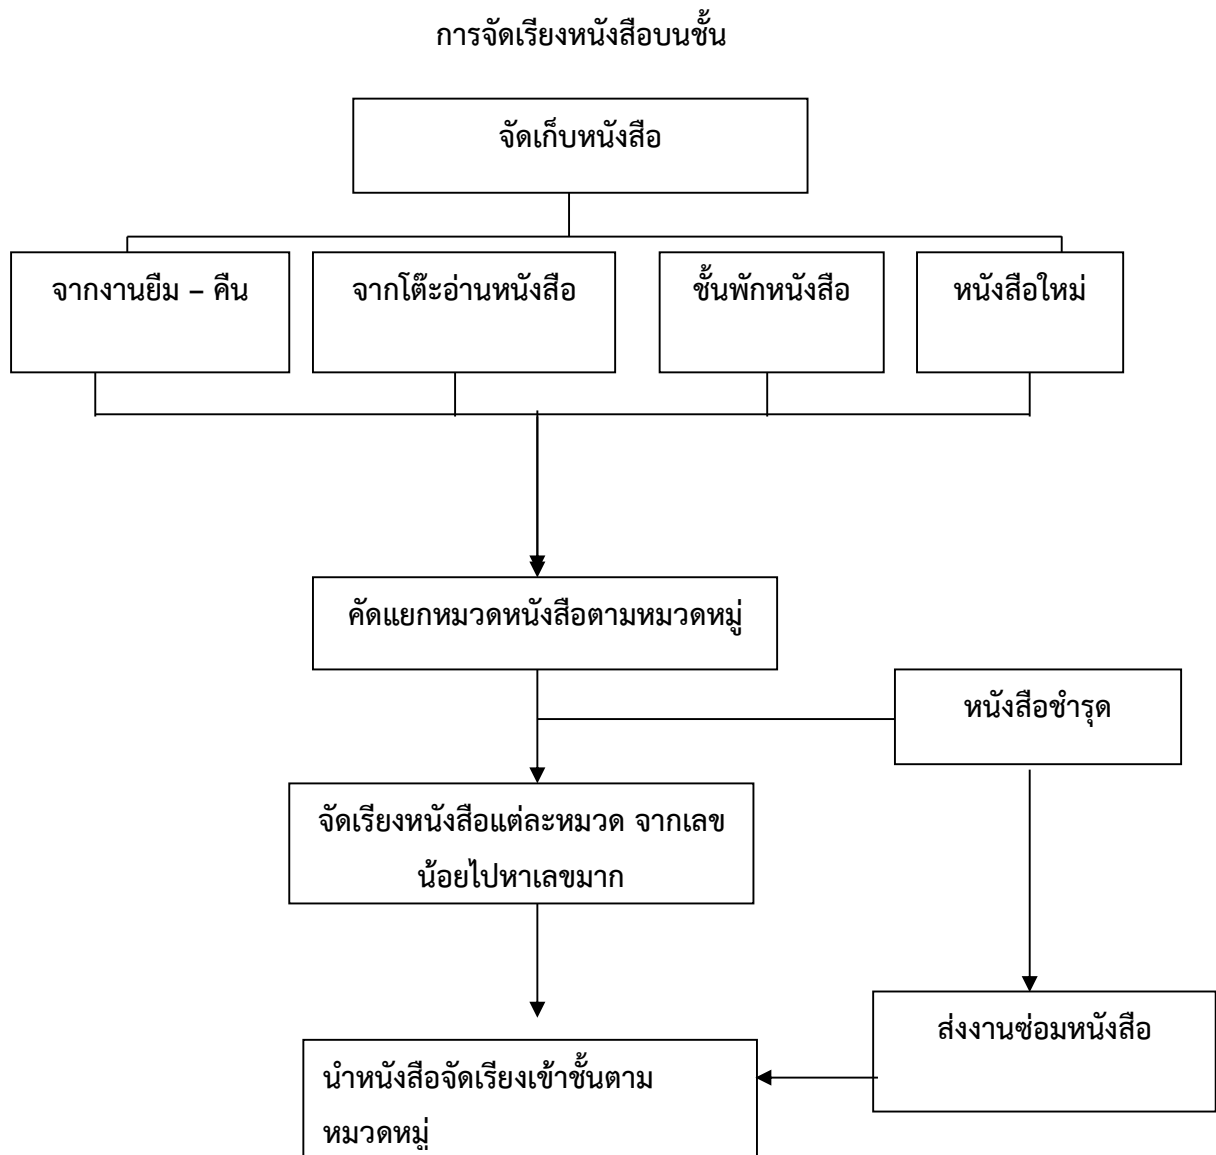 การจัดเรียงหนังสือบนชั้น
จัดเก็บหนังสือ
จากงานยืม – คืน
จากโต๊ะอ่านหนังสือ
ชั้นพักหนังสือ
หนังสือใหม่
คัดแยกหมวดหนังสือตามหมวดหมู่
หนังสือชำรุด
จัดเรียงหนังสือแต่ละหมวด จากเลข
น้อยไปหาเลขมาก
ส่งงานซ่อมหนังสือ
นำหนังสือจัดเรียงเข้าชั้นตาม
หมวดหมู่